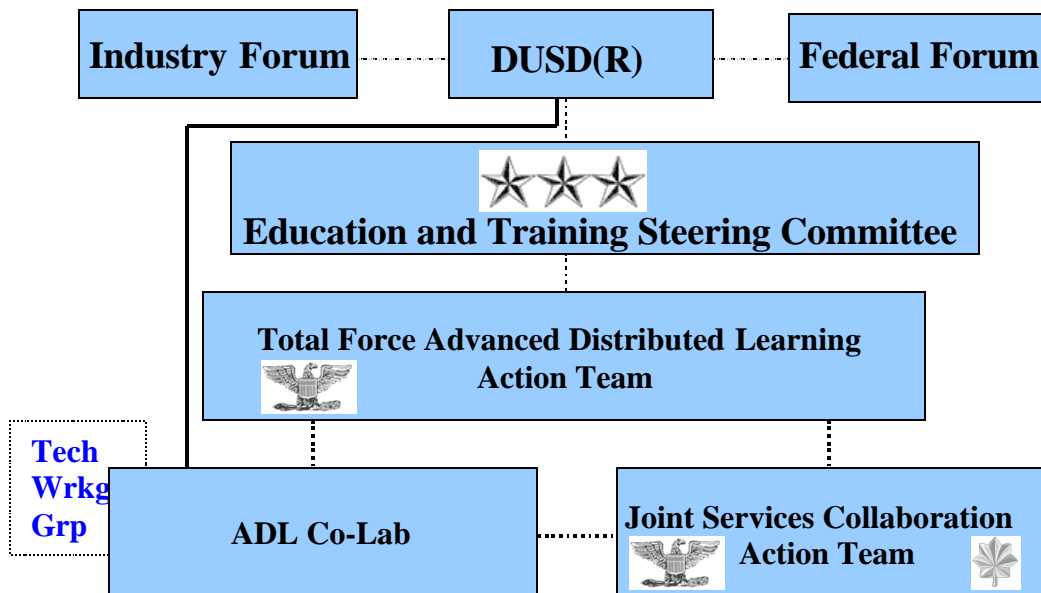 Industry Forum
DUSD(R)
Federal Forum
Education and Training Steering Committee
Total Force Advanced Distributed Learning
Action Team
Tech
Wrkg
Grp
ADL Co-Lab
Joint Services Collaboration
Action Team